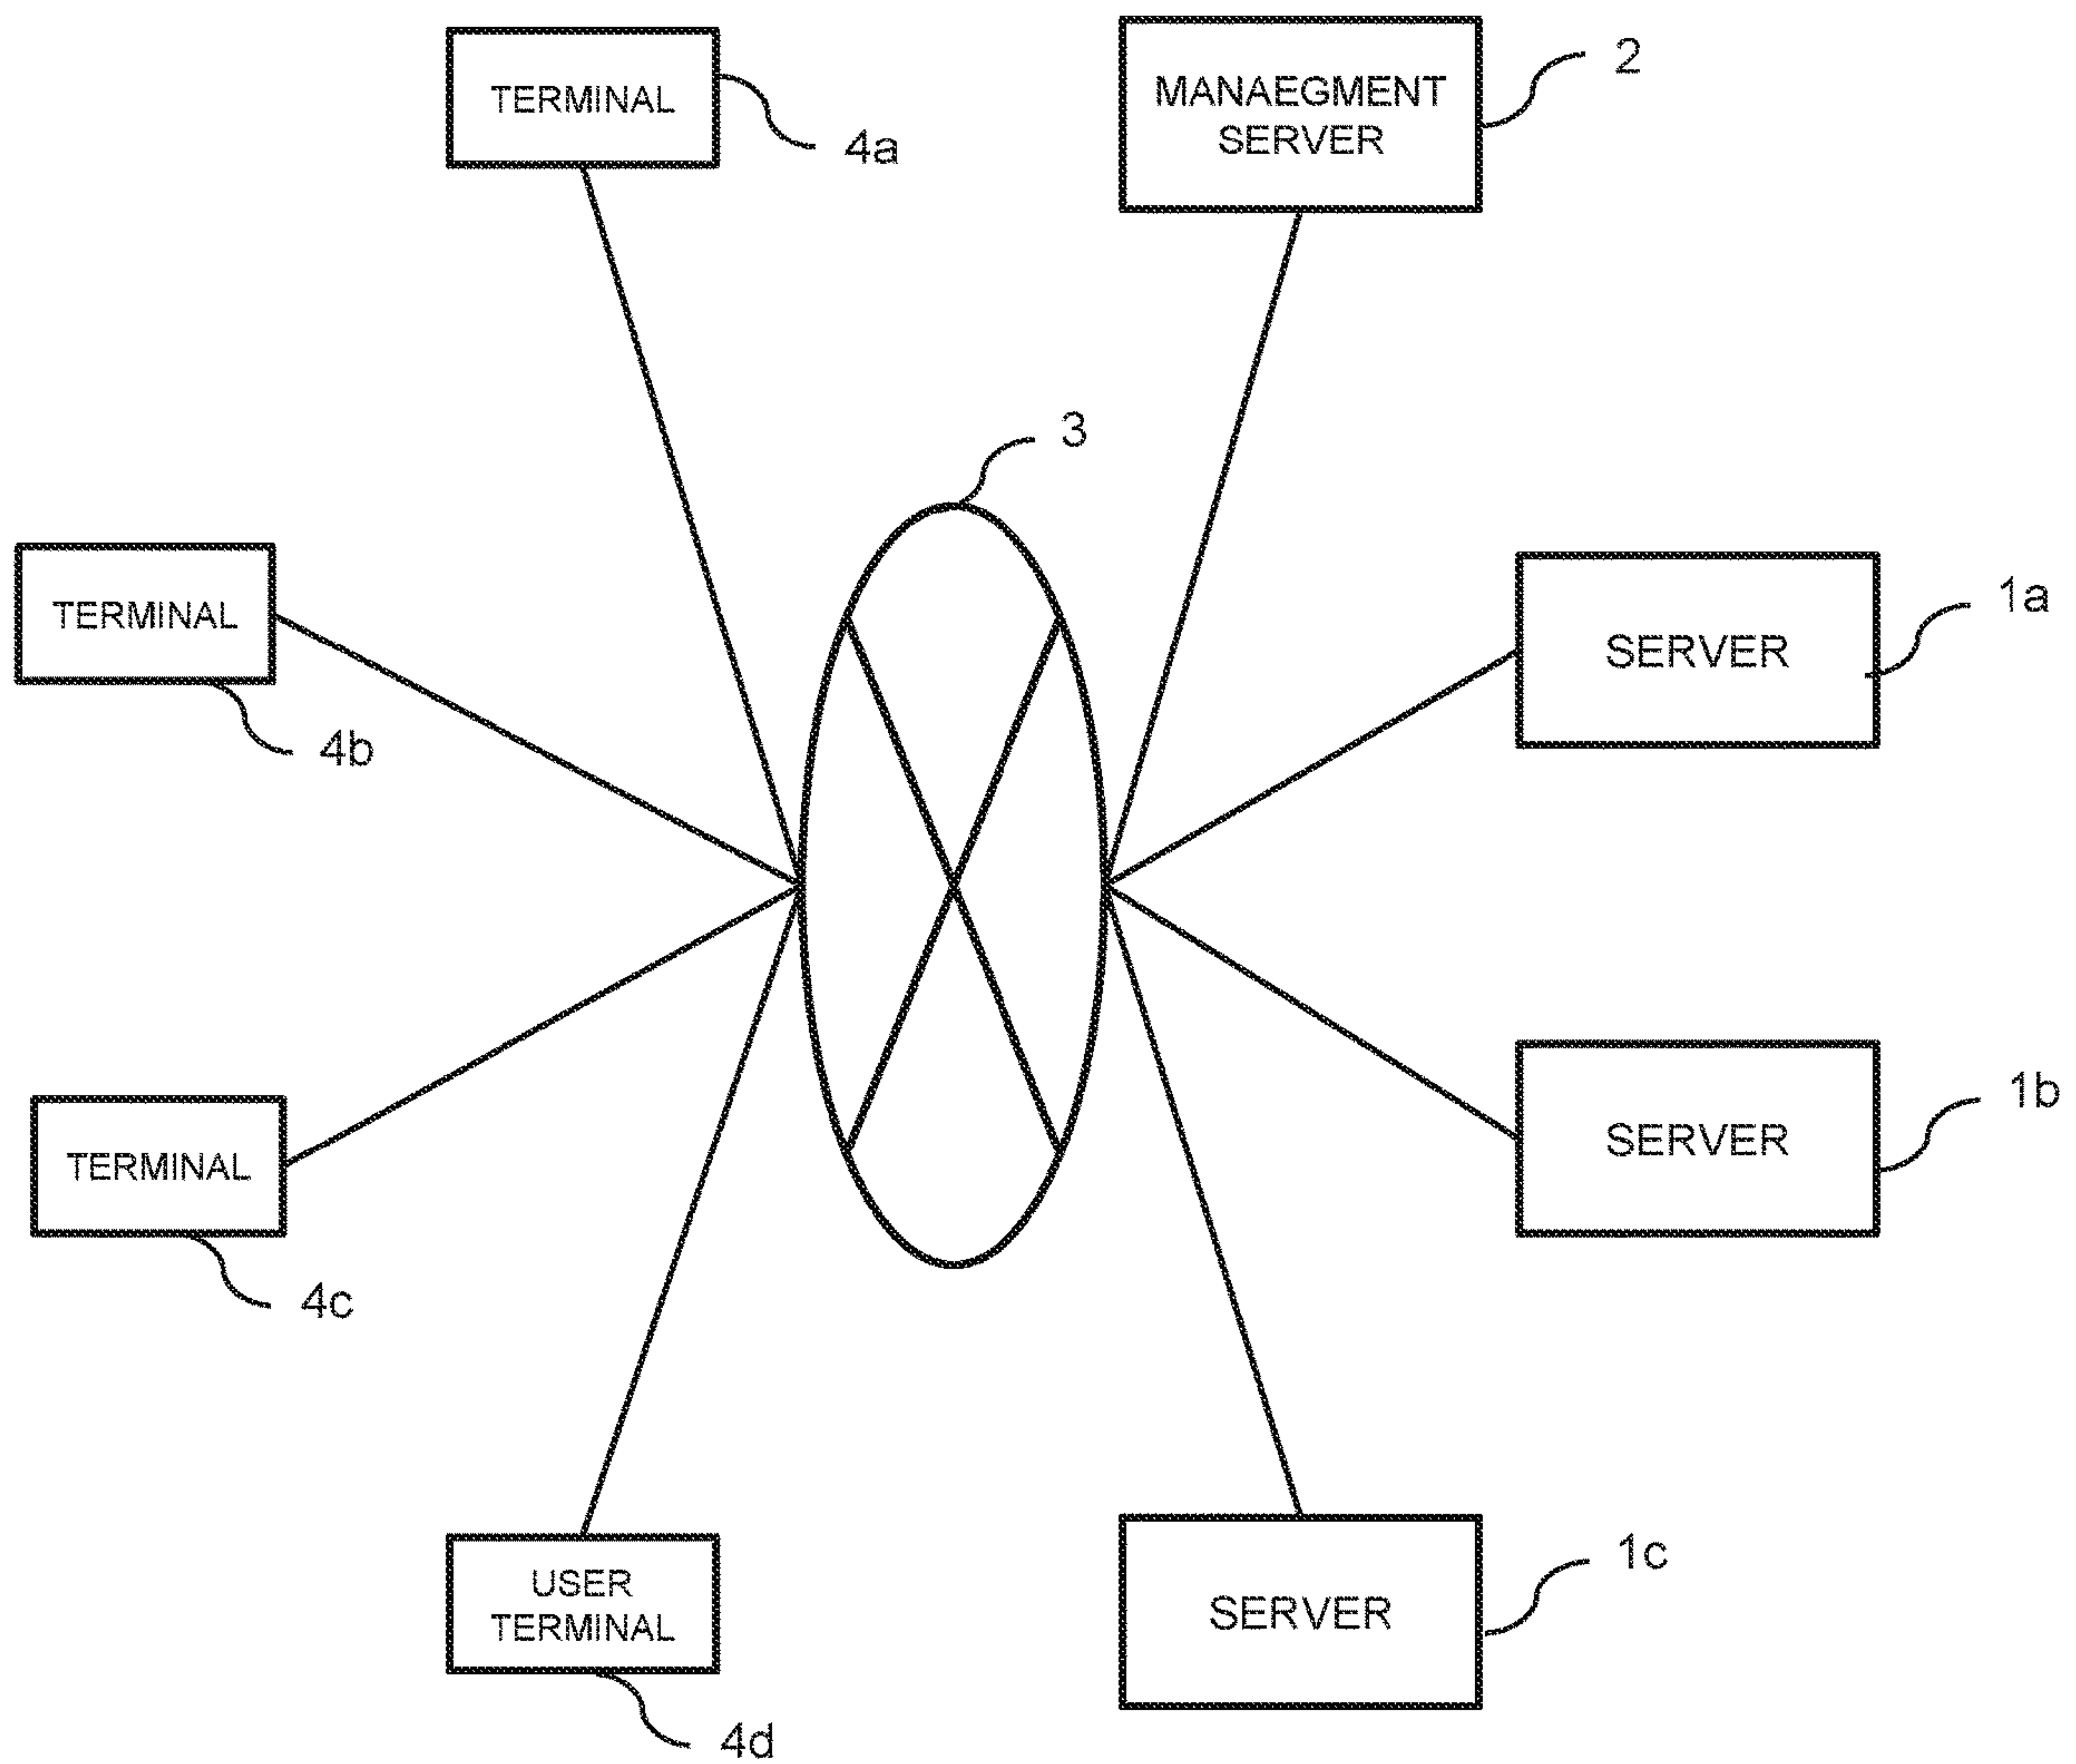 TERMINAL
4a
MANAEGMENT
SERVER
2
3
TERMINAL
4b
SERVER
1a
TERMINAL
4c
SERVER
1b
USER
TERMINAL
4d
SERVER
1c